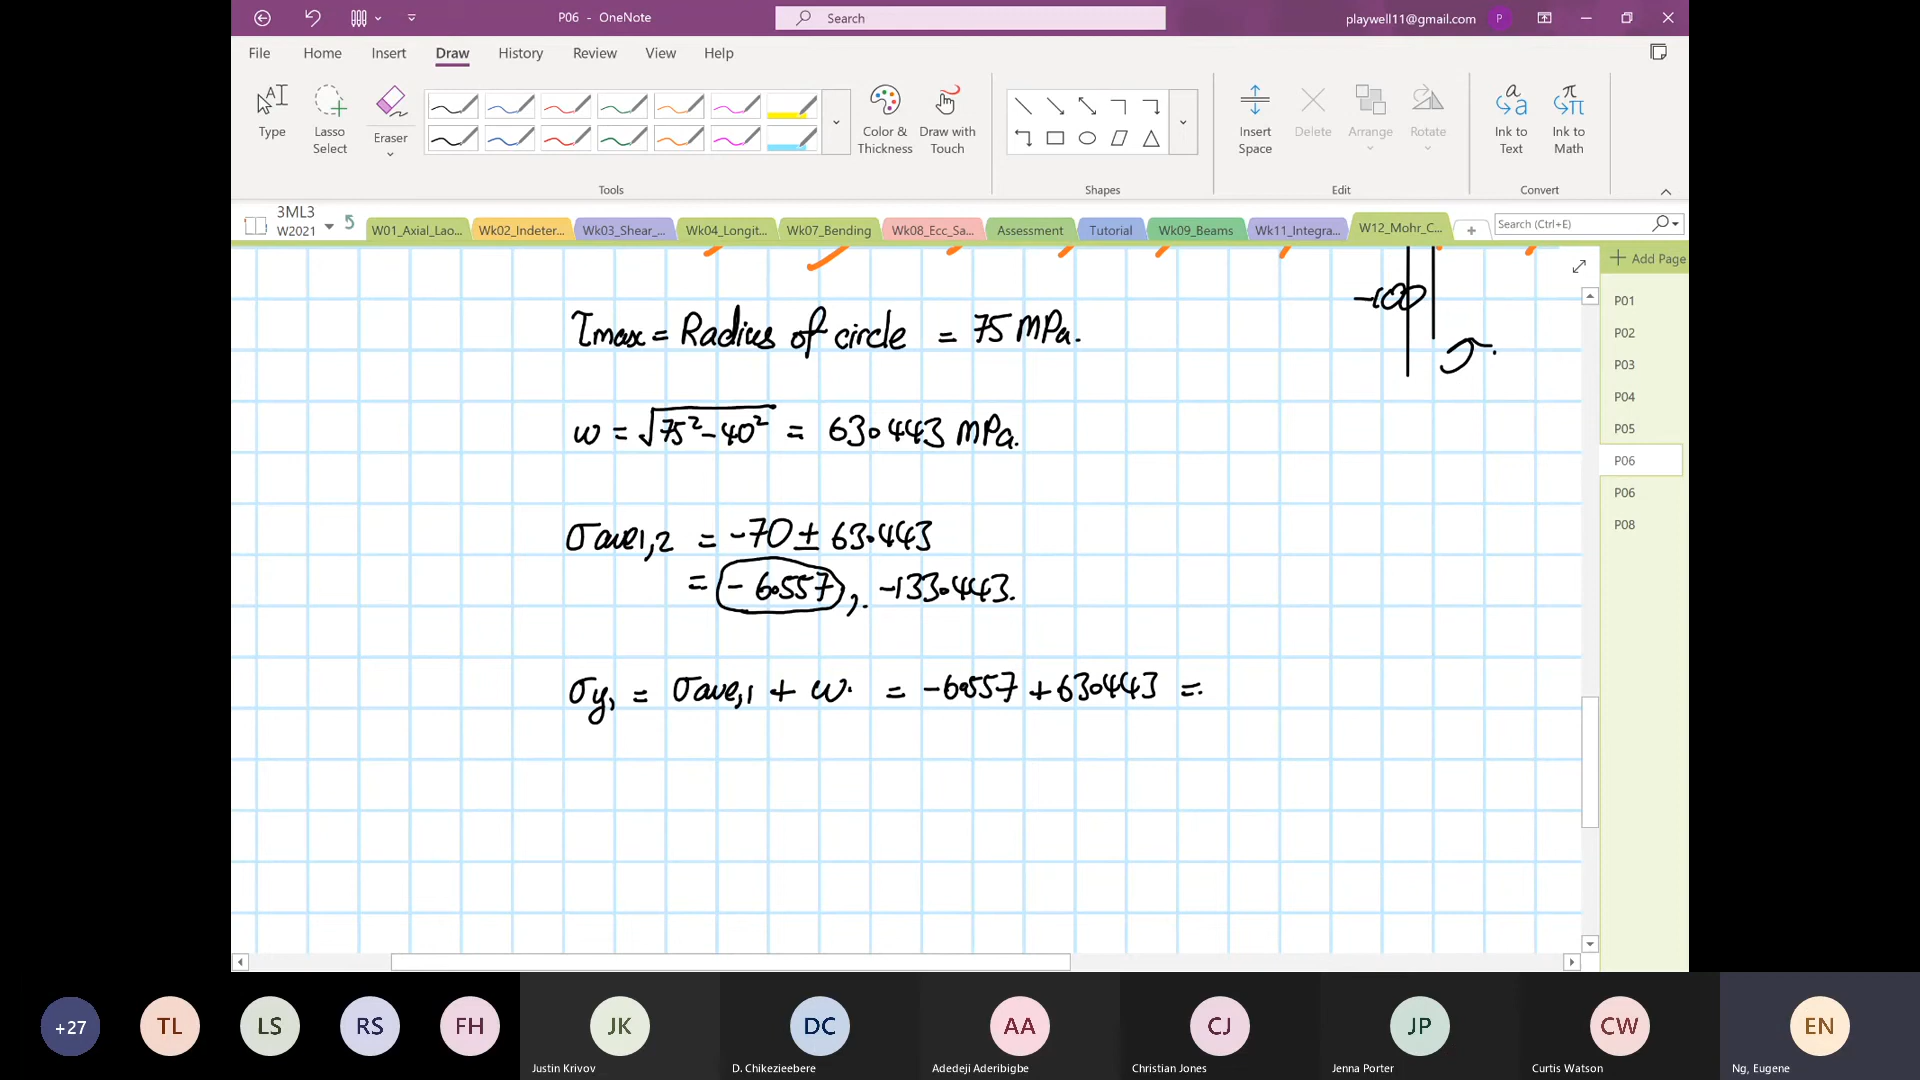 P06 - OneNote
Search
playwell11@gmail.com
P
File Home Insert Draw History Review View Help
Type
Lasso Select
Eraser
Color & Thickness
Draw with Touch
Insert Space
Delete
Arrange
Rotate
Ink to Text
Ink to Math
Tools
Shapes
Edit
Convert
3ML3
W2021
W01_Axial_Lao... Wk02_Indeter... Wk03_Shear_... Wk04_Longit... Wk07_Bending Wk08_Ecc_Sa... Assessment Tutorial Wk09_Beams Wk11_Integra... W12_Mohr_C...
Search (Ctrl+E)
Add Page
P01
P02
P03
P04
P05
P06
P06
P08
-100
τmax = Radius of circle = 75 MPa.
w = √75²-40² = 63.443 MPa.
σave1,2 = -70 ± 63.443
= -6.557, -133.443.
σy1 = σave,1 + w. = -6.557 + 63.443 =
+27
TL
LS
RS
FH
JK
Justin Krivov
DC
D. Chikezieebere
AA
Adedeji Aderibigbe
CJ
Christian Jones
JP
Jenna Porter
CW
Curtis Watson
EN
Ng, Eugene